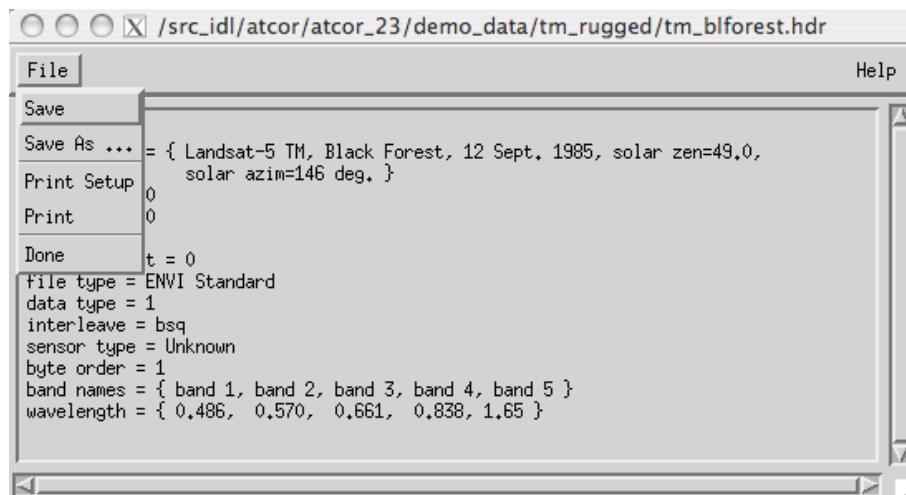 /src_idl/atcor/atcor_23/demo_data/tm_rugged/tm_blforest.hdr
File Help
Save
Save As ... = { Landsat-5 TM, Black Forest, 12 Sept. 1985, solar zen=49.0,
solar azim=146 deg. }
Print Setup 0
Print 0
Done t = 0
file type = ENVI Standard
data type = 1
interleave = bsq
sensor type = Unknown
byte order = 1
band names = { band 1, band 2, band 3, band 4, band 5 }
wavelength = { 0.486, 0.570, 0.661, 0.838, 1.65 }